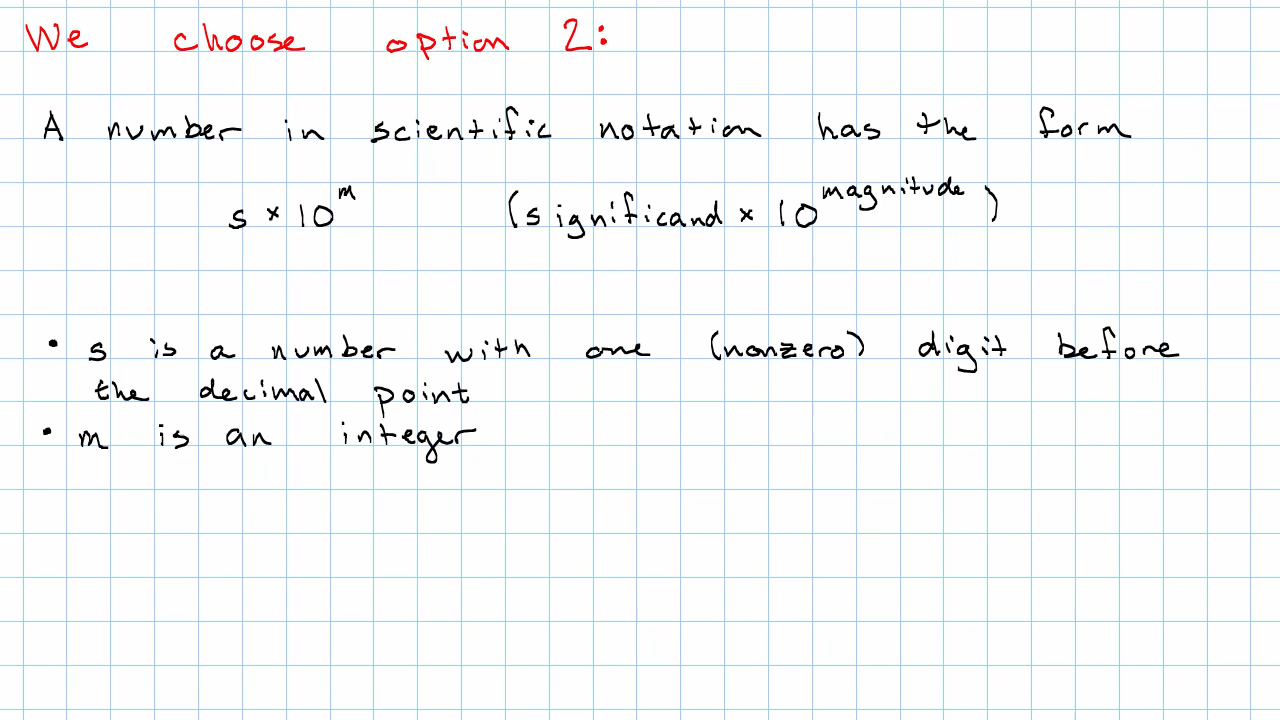 We choose option 2:
A number in scientific notation has the form
s × 10^m (significand × 10^magnitude)
• s is a number with one (nonzero) digit before
the decimal point
• m is an integer